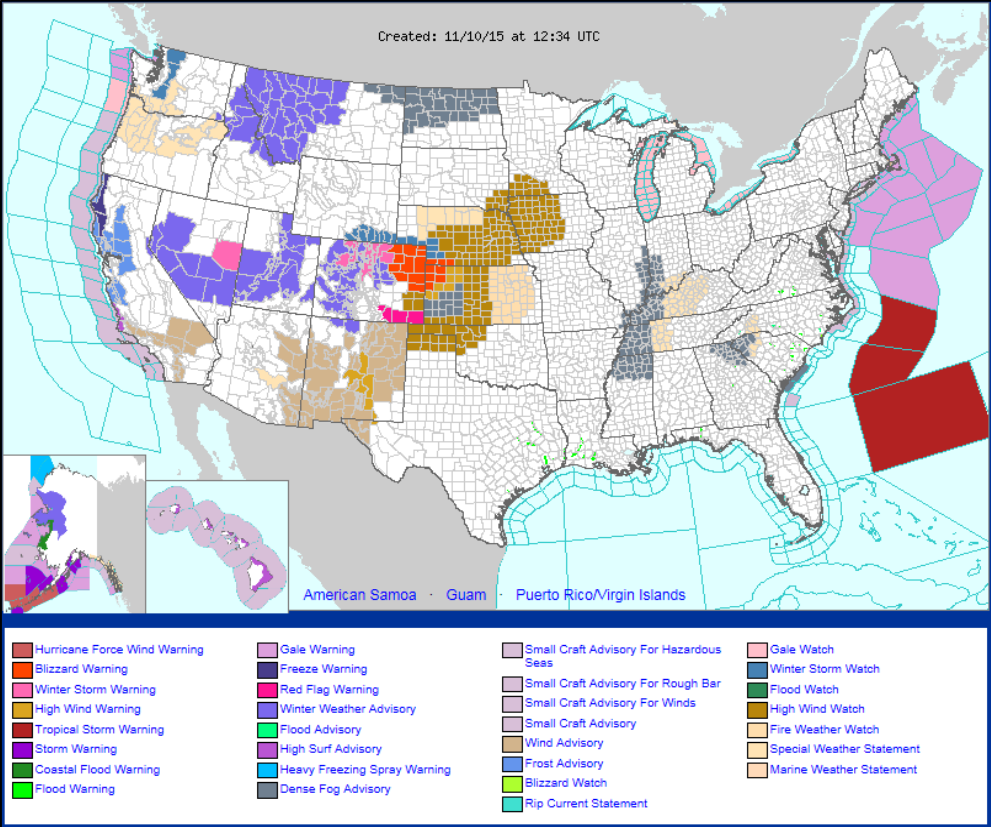 Created: 11/10/15 at 12:34 UTC
American Samoa · Guam · Puerto Rico/Virgin Islands
Hurricane Force Wind Warning
Blizzard Warning
Winter Storm Warning
High Wind Warning
Tropical Storm Warning
Storm Warning
Coastal Flood Warning
Flood Warning
Gale Warning
Freeze Warning
Red Flag Warning
Winter Weather Advisory
Flood Advisory
High Surf Advisory
Heavy Freezing Spray Warning
Dense Fog Advisory
Small Craft Advisory For Hazardous
Seas
Small Craft Advisory For Rough Bar
Small Craft Advisory For Winds
Small Craft Advisory
Wind Advisory
Frost Advisory
Blizzard Watch
Rip Current Statement
Gale Watch
Winter Storm Watch
Flood Watch
High Wind Watch
Fire Weather Watch
Special Weather Statement
Marine Weather Statement